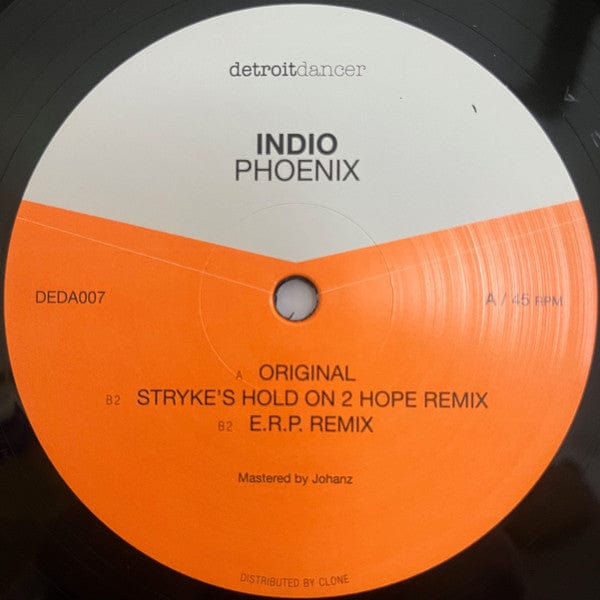 detroitdancer
INDIO
PHOENIX
DEDA007
A / 45 RPM
A ORIGINAL
B2 STRYKE'S HOLD ON 2 HOPE REMIX
B2 E.R.P. REMIX
Mastered by Johanz
DISTRIBUTED BY CLONE